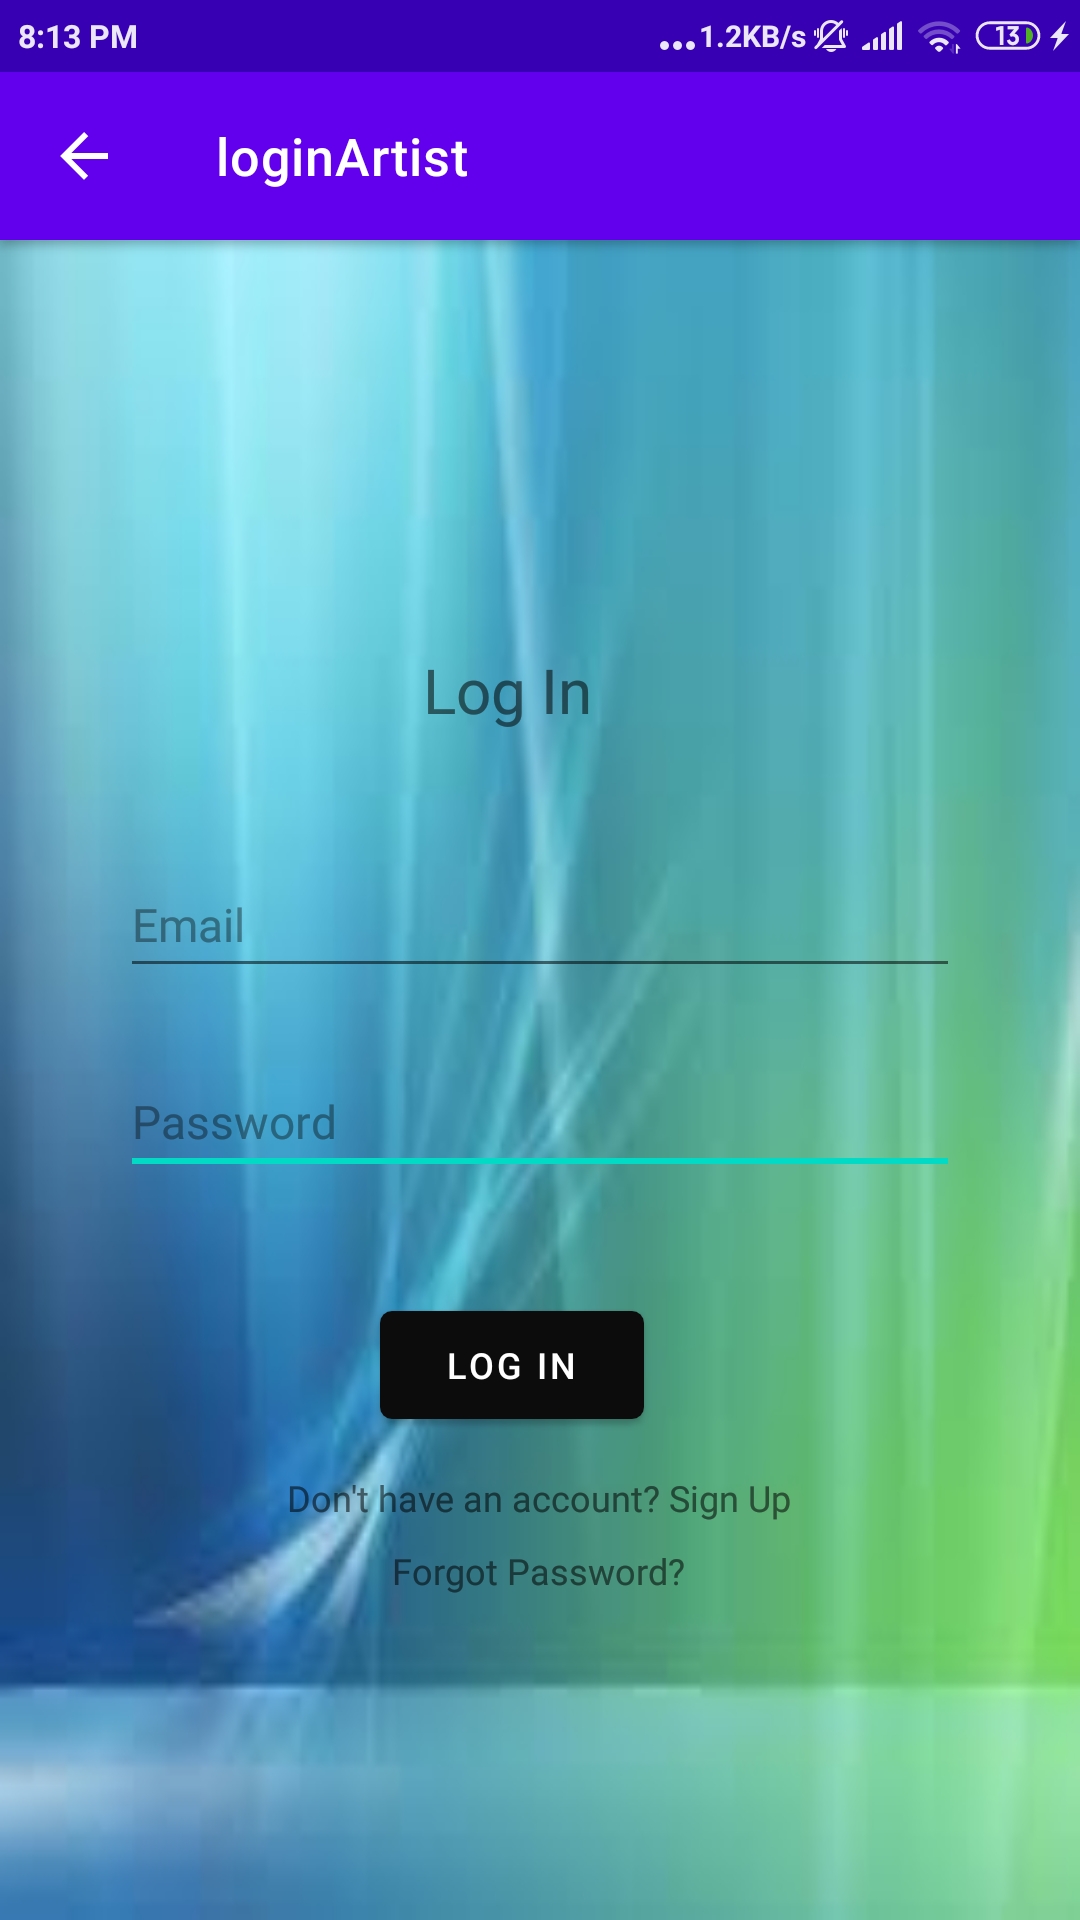 8:13 PM ...1.2KB/s 13
loginArtist
Log In
Email
Password
LOG IN
Don't have an account? Sign Up
Forgot Password?